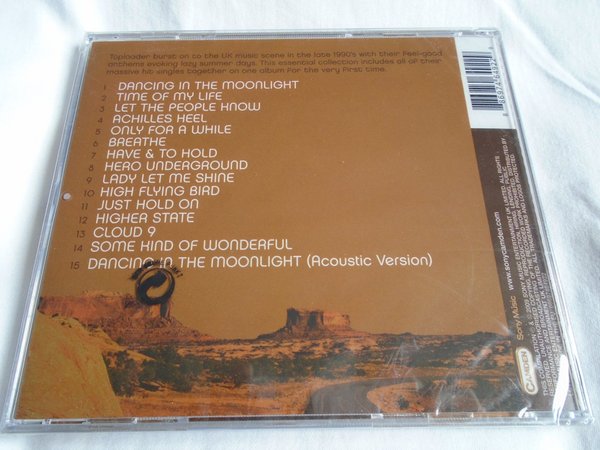 Toploader burst on to the UK music scene in the late 1990's with their feel-good
anthems evoking lazy summer days. This essential collection includes all of their
massive hit singles together on one album for the very first time.
1 DANCING IN THE MOONLIGHT
2 TIME OF MY LIFE
3 LET THE PEOPLE KNOW
4 ACHILLES HEEL
5 ONLY FOR A WHILE
6 BREATHE
7 HAVE & TO HOLD
8 HERO UNDERGROUND
9 LADY LET ME SHINE
10 HIGH FLYING BIRD
11 JUST HOLD ON
12 HIGHER STATE
13 CLOUD 9
14 SOME KIND OF WONDERFUL
15 DANCING IN THE MOONLIGHT (Acoustic Version)
Sony Music
www.sonycamden.com
CAMDEN